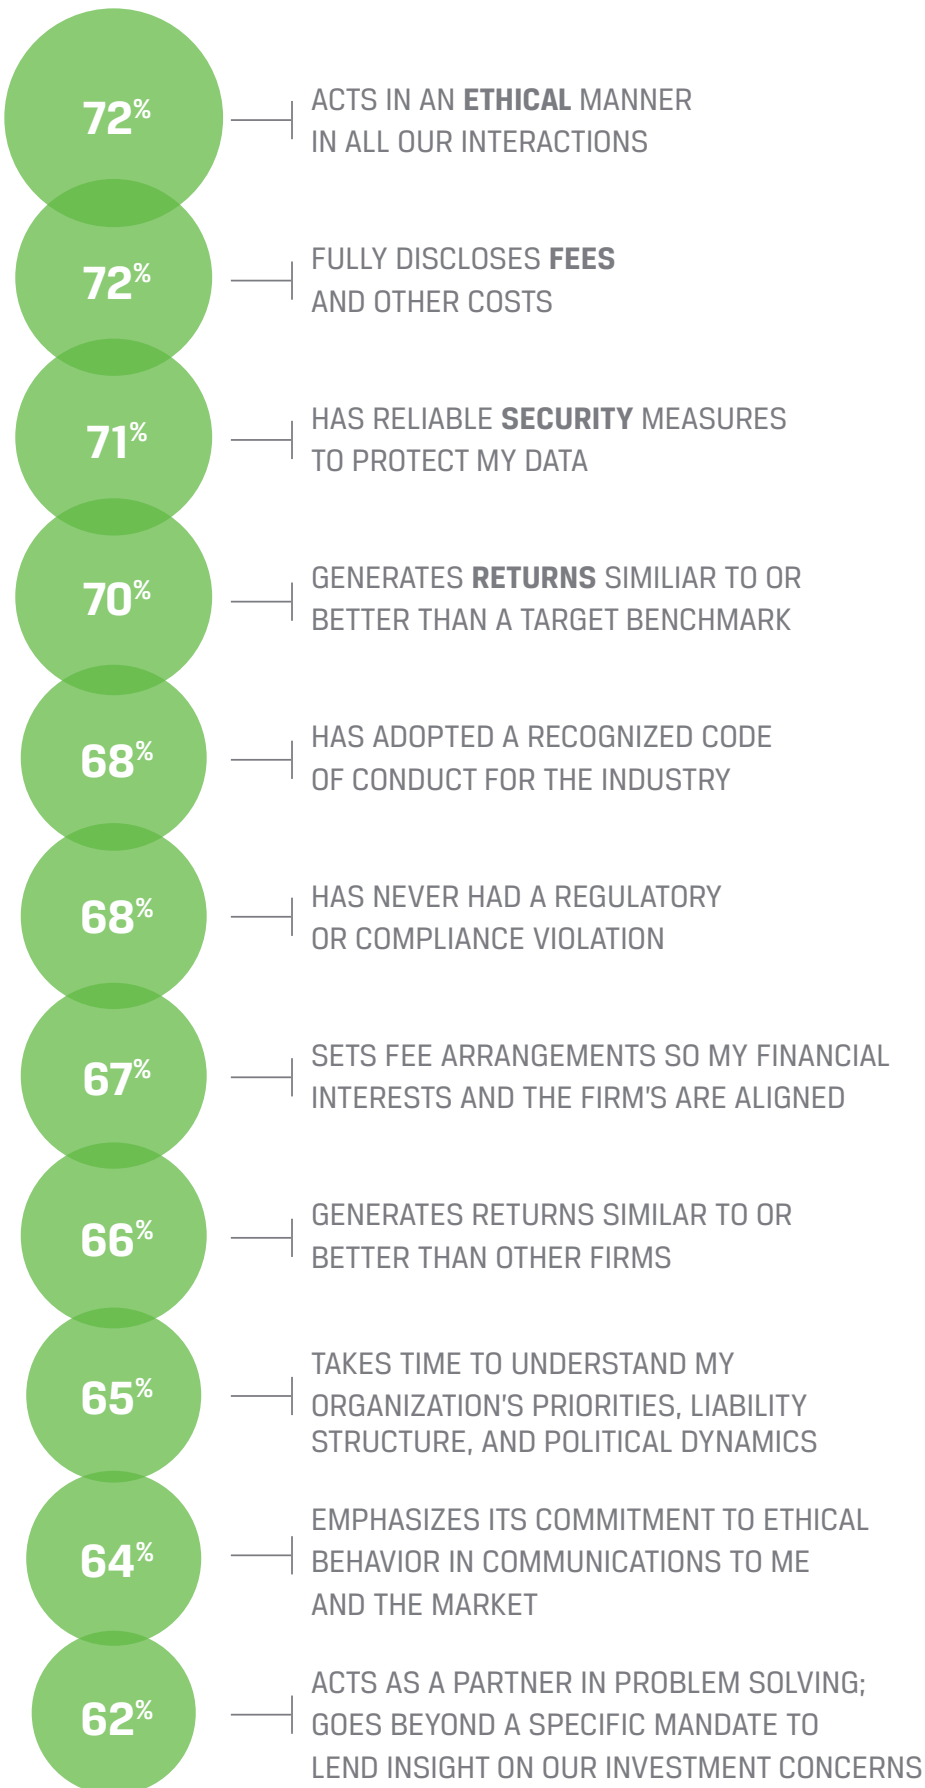 72%
ACTS IN AN ETHICAL MANNER
IN ALL OUR INTERACTIONS
72%
FULLY DISCLOSES FEES
AND OTHER COSTS
71%
HAS RELIABLE SECURITY MEASURES
TO PROTECT MY DATA
70%
GENERATES RETURNS SIMILIAR TO OR
BETTER THAN A TARGET BENCHMARK
68%
HAS ADOPTED A RECOGNIZED CODE
OF CONDUCT FOR THE INDUSTRY
68%
HAS NEVER HAD A REGULATORY
OR COMPLIANCE VIOLATION
67%
SETS FEE ARRANGEMENTS SO MY FINANCIAL
INTERESTS AND THE FIRM'S ARE ALIGNED
66%
GENERATES RETURNS SIMILAR TO OR
BETTER THAN OTHER FIRMS
65%
TAKES TIME TO UNDERSTAND MY
ORGANIZATION'S PRIORITIES, LIABILITY
STRUCTURE, AND POLITICAL DYNAMICS
64%
EMPHASIZES ITS COMMITMENT TO ETHICAL
BEHAVIOR IN COMMUNICATIONS TO ME
AND THE MARKET
62%
ACTS AS A PARTNER IN PROBLEM SOLVING;
GOES BEYOND A SPECIFIC MANDATE TO
LEND INSIGHT ON OUR INVESTMENT CONCERNS